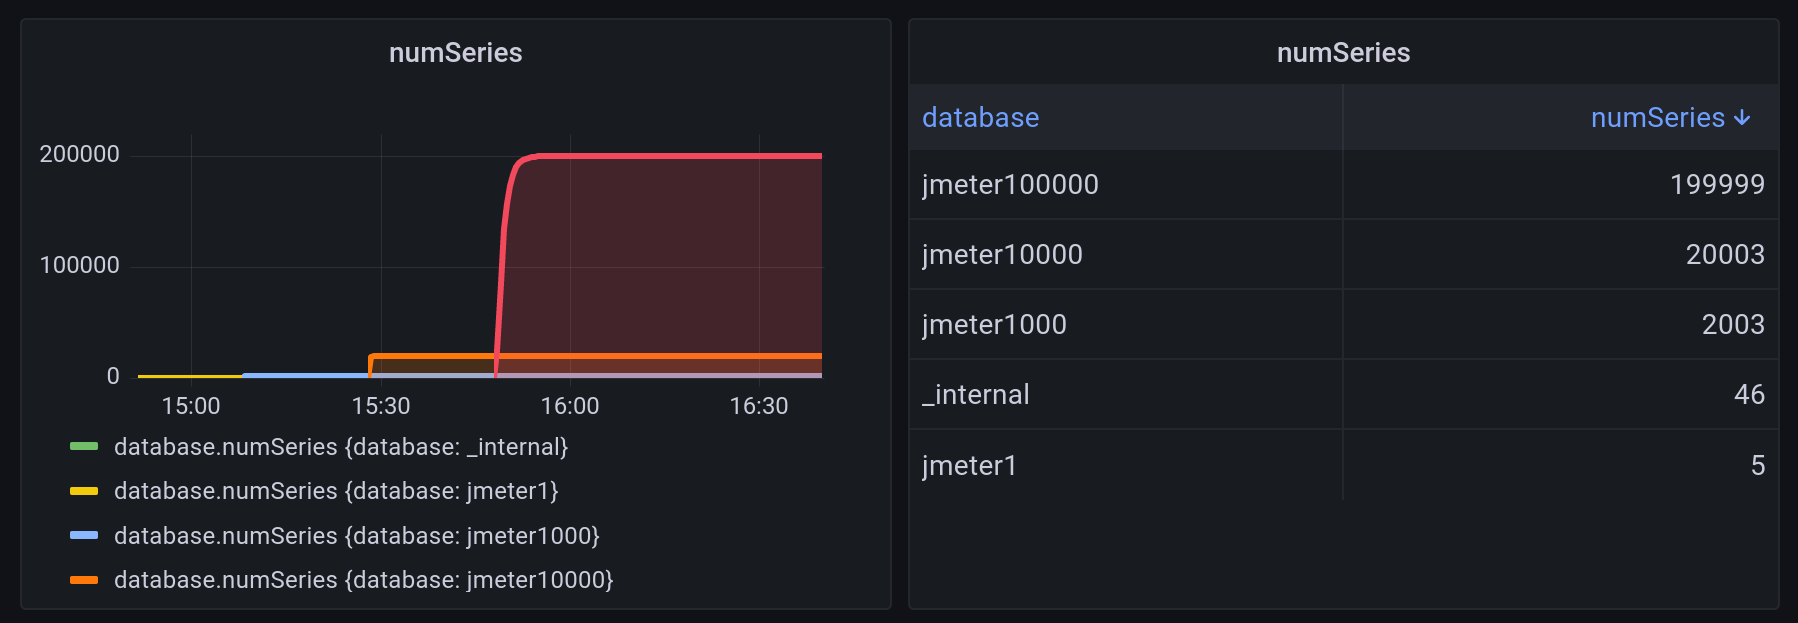 numSeries
200000
100000
0
15:00 15:30 16:00 16:30
database.numSeries {database: _internal}
database.numSeries {database: jmeter1}
database.numSeries {database: jmeter1000}
database.numSeries {database: jmeter10000}
numSeries
database numSeries
jmeter100000 199999
jmeter10000 20003
jmeter1000 2003
_internal 46
jmeter1 5